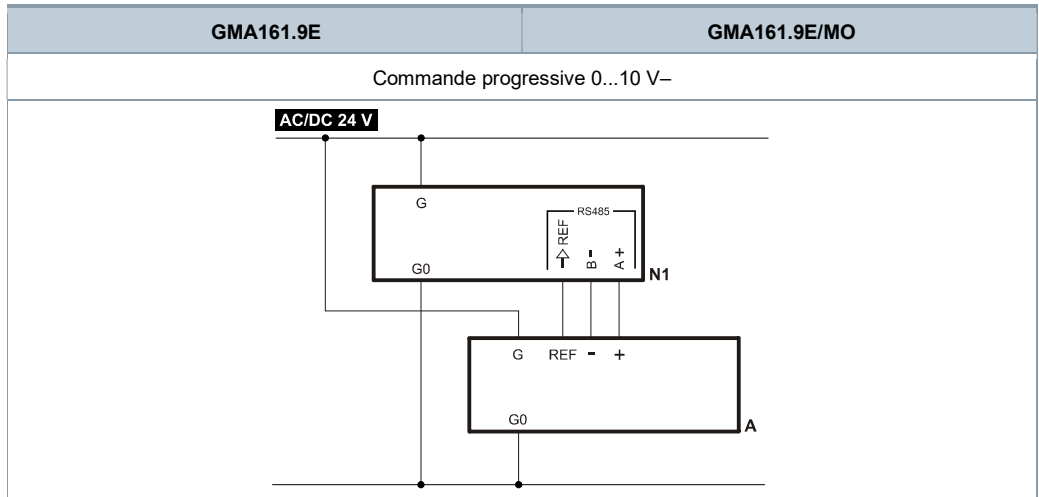 GMA161.9E GMA161.9E/MO
Commande progressive 0...10 V–
AC/DC 24 V
G
RS485
REF
B -
A +
G0
N1
G REF - +
G0
A